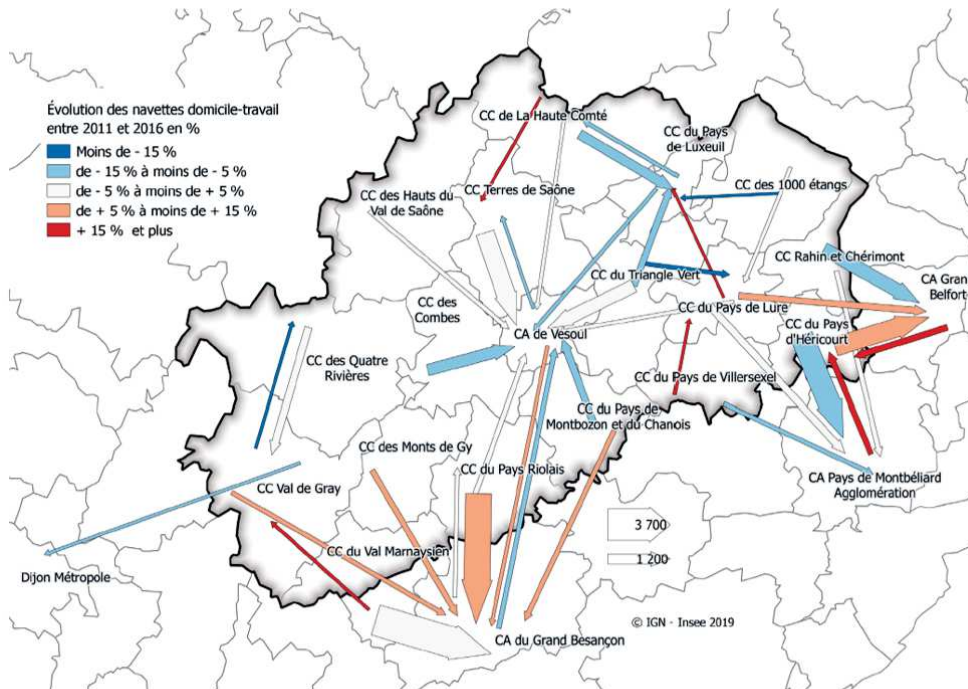 Évolution des navettes domicile-travail
entre 2011 et 2016 en %
Moins de - 15 %
de - 15 % à moins de - 5 %
de - 5 % à moins de + 5 %
de + 5 % à moins de + 15 %
+ 15 % et plus
CC de La Haute Comté
CC du Pays
de Luxeuil
CC des Hauts du
Val de Saône
CC Terres de Saône
CC des 1000 étangs
CC Rahin et Chérimont
CC du Triangle Vert
CA Gran
Belfort
CC des
Combes
CA de Vesoul
CC du Pays de Lure
CC du Pays
d'Héricourt
CC des Quatre
Rivières
CC du Pays de Villersexel
CC du Pays de
Montbozon et du Chanois
CC des Monts de Gy
CC du Pays Riolais
CA Pays de Montbéliard
Agglomération
CC Val de Gray
3 700
1 200
CC du Val Marnaysien
Dijon Métropole
© IGN - Insee 2019
CA du Grand Besançon